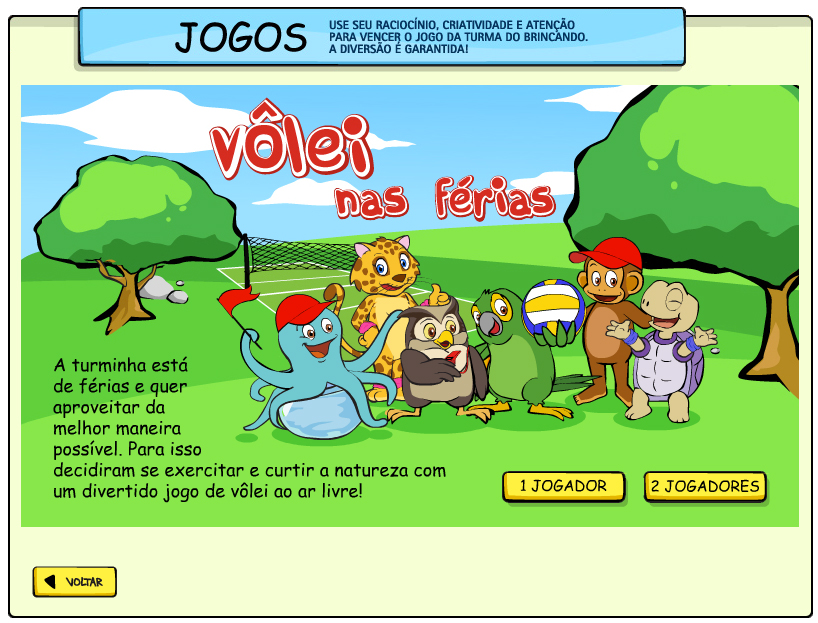 JOGOS
USE SEU RACIOCÍNIO, CRIATIVIDADE E ATENÇÃO
PARA VENCER O JOGO DA TURMA DO BRINCANDO.
A DIVERSÃO É GARANTIDA!
vôlei
nas férias
A turminha está
de férias e quer
aproveitar da
melhor maneira
possível. Para isso
decidiram se exercitar e curtir a natureza com
um divertido jogo de vôlei ao ar livre!
1 JOGADOR
2 JOGADORES
VOLTAR